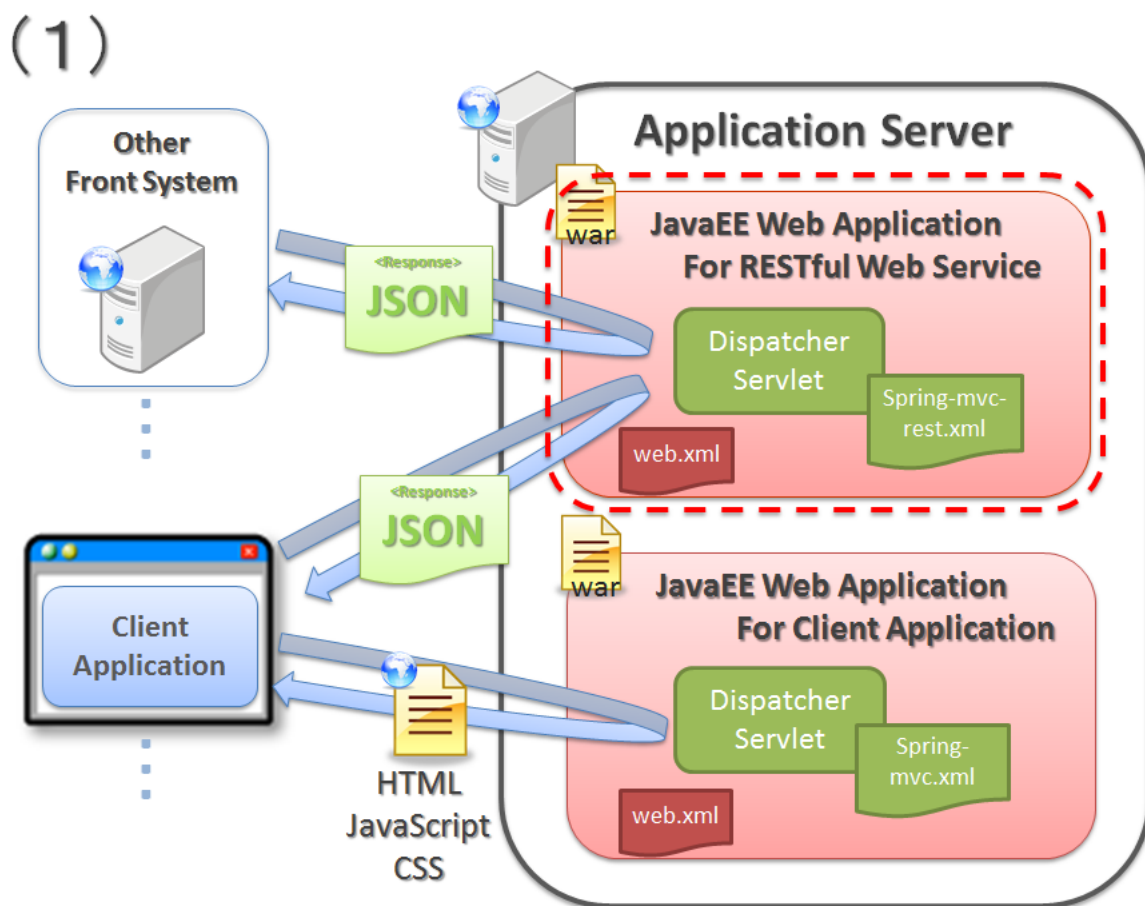 (1)
Other
Front System
Application Server
war
JavaEE Web Application
For RESTful Web Service
<Response>
JSON
Dispatcher
Servlet
Spring-mvc-
rest.xml
web.xml
<Response>
JSON
war
JavaEE Web Application
For Client Application
Client
Application
Dispatcher
Servlet
Spring-
mvc.xml
web.xml
HTML
JavaScript
CSS